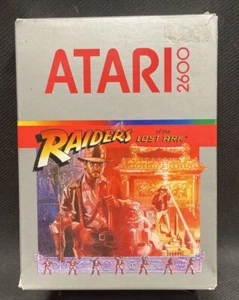 ATARI
2600
RAIDERS
of the
LOST ARK